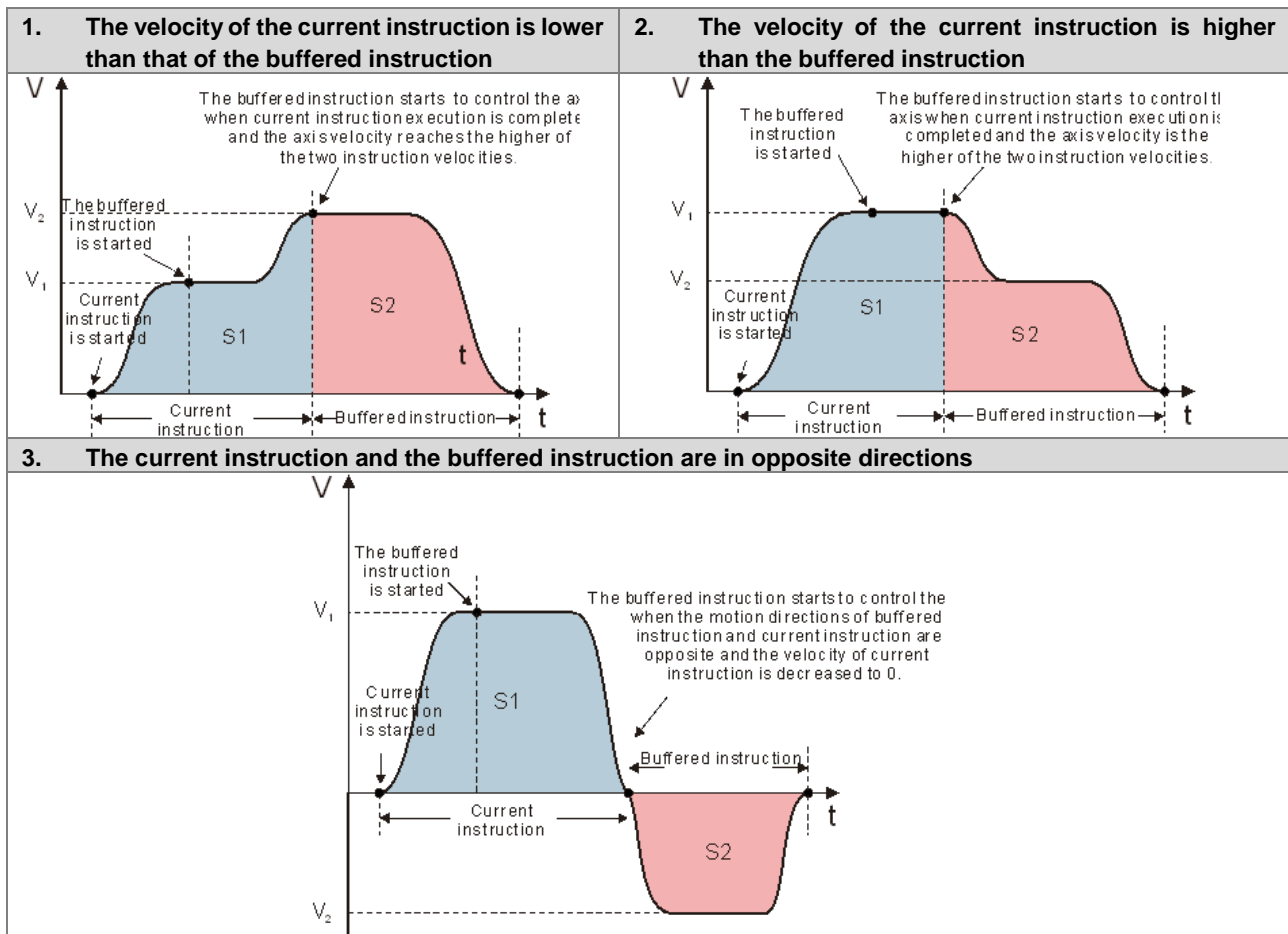 1. The velocity of the current instruction is lower
than that of the buffered instruction
2. The velocity of the current instruction is higher
than the buffered instruction
V
The buffered instruction starts to control the ax
when current instruction execution is complete
and the axis velocity reaches the higher of
the two instruction velocities.
V2
The buffered
instruction
is started
V1
Current
instruction
is started
S1
S2
t
Current
instruction
Buffered instruction
t
V
The buffered
instruction
is started
The buffered instruction starts to control th
axis when current instruction execution is
completed and the axis velocity is the
higher of the two instruction velocities.
V1
V2
Current
instruction
is started
S1
S2
Current
instruction
Buffered instruction
t
3. The current instruction and the buffered instruction are in opposite directions
V
The buffered
instruction
is started
V1
The buffered instruction starts to control the
when the motion directions of buffered
instruction and current instruction are
opposite and the velocity of current
instruction is decreased to 0.
Current
instruction
is started
S1
Buffered instruction
Current
instruction
t
S2
V2